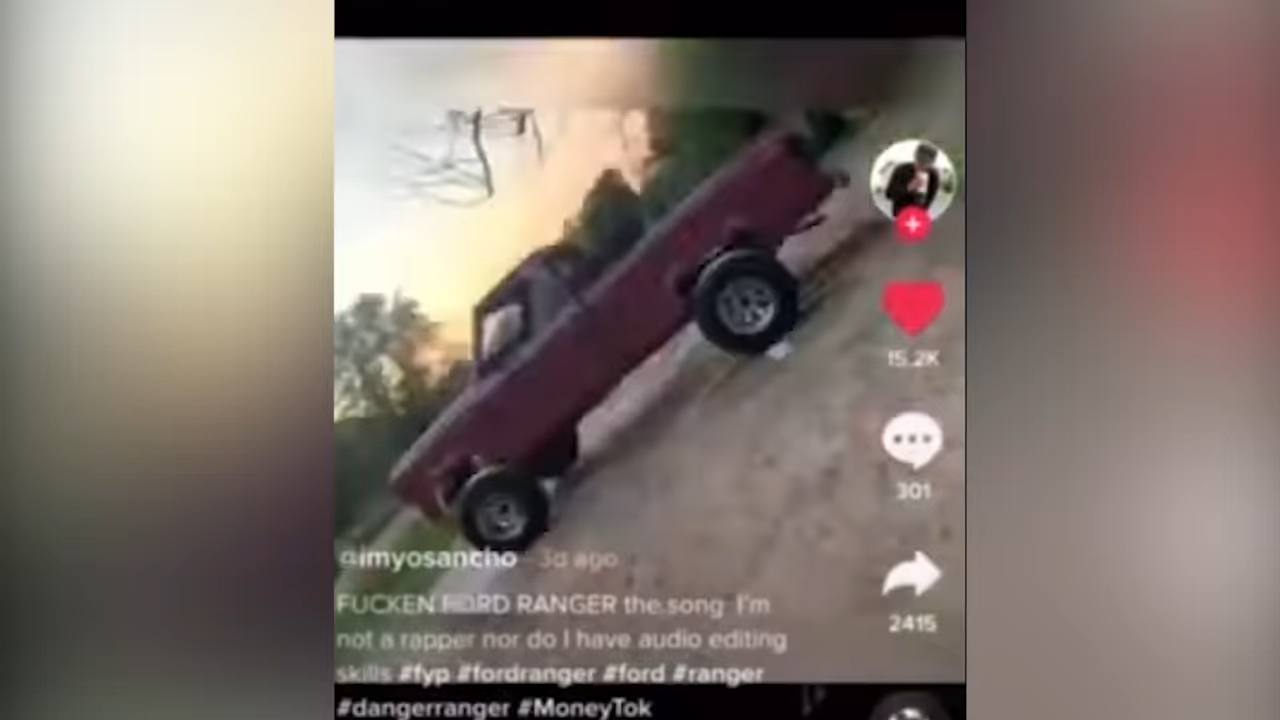 15.2K
301
2415
@imyosancho · 3d ago
FUCKEN FORD RANGER the song I'm
not a rapper nor do I have audio editing
skills #fyp #fordranger #ford #ranger
#dangerranger #MoneyTok